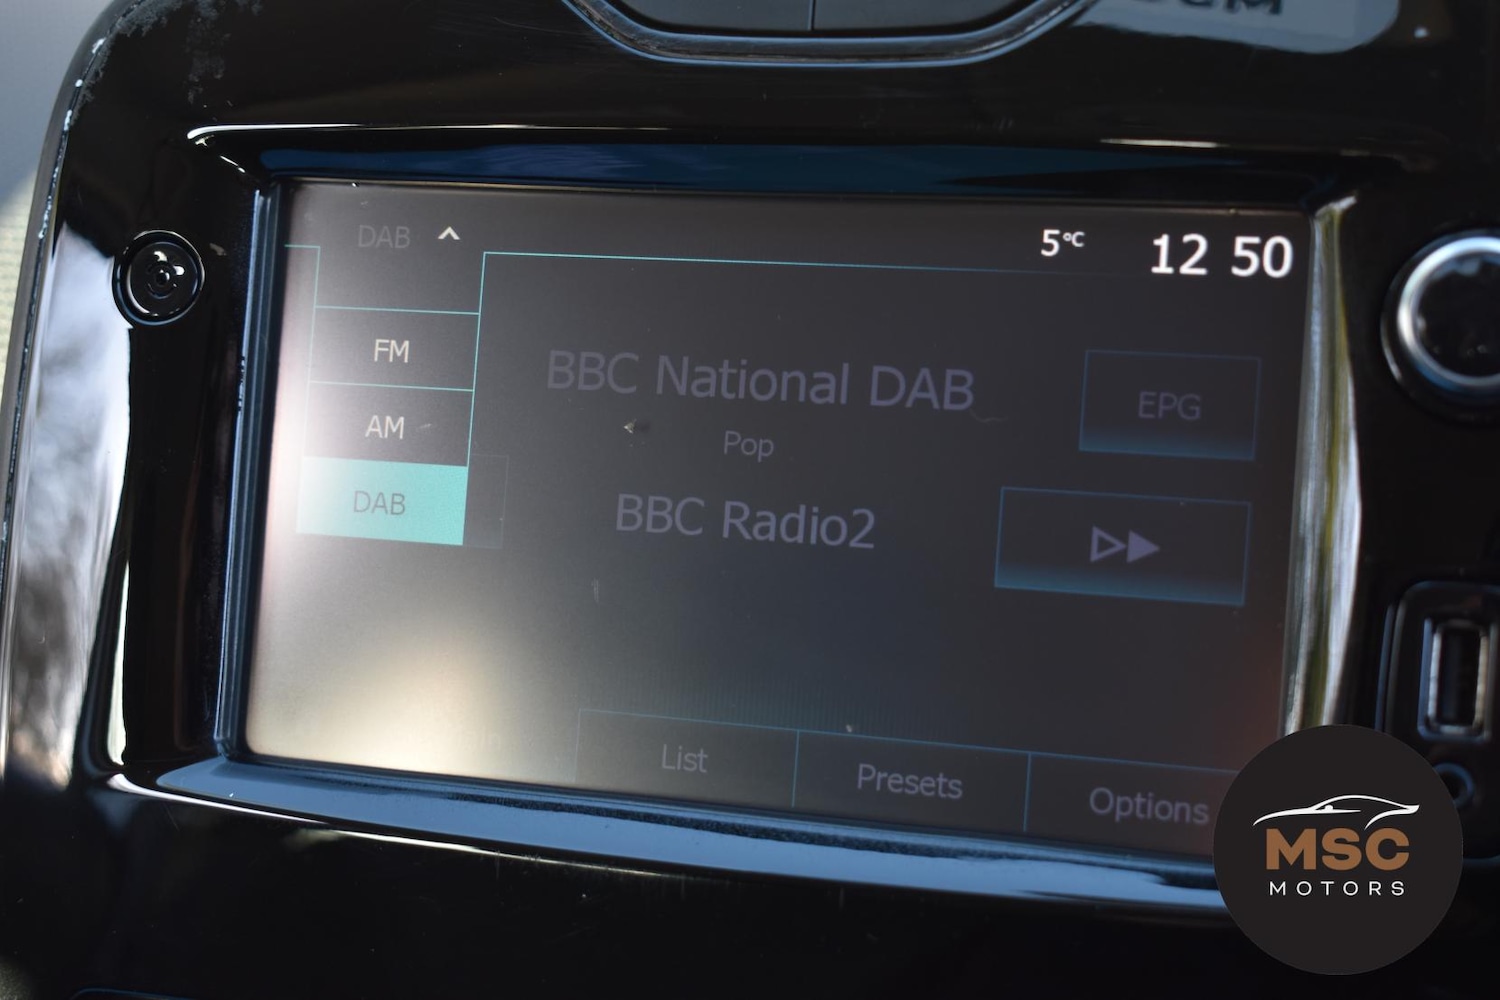 DAB
5°C 12 50
FM
AM
DAB
BBC National DAB
Pop
BBC Radio2
EPG
List
Presets
Options
MSC
MOTORS